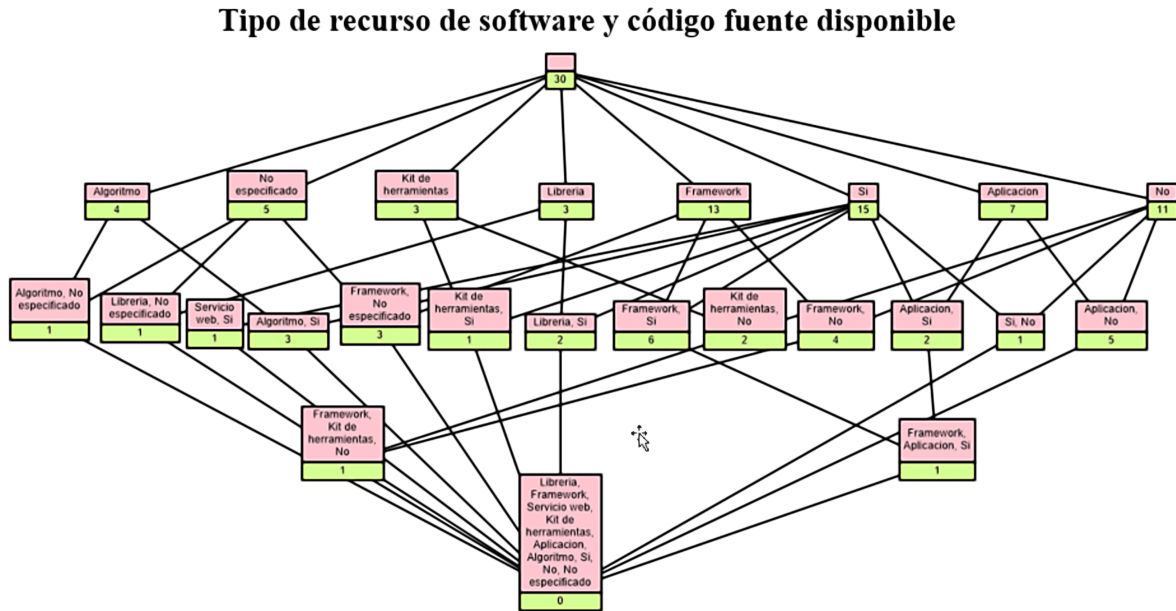 Tipo de recurso de software y código fuente disponible
30
Algoritmo
4
No
especificado
5
Kit de
herramientas
3
Libreria
3
Framework
13
Si
15
Aplicacion
7
No
11
Algoritmo, No
especificado
1
Libreria, No
especificado
1
Servicio
web, Si
1
Algoritmo, Si
3
Framework,
No
especificado
3
Kit de
herramientas,
Si
1
Libreria, Si
2
Framework,
Si
6
Kit de
herramientas,
No
2
Framework,
No
4
Aplicacion,
Si
2
Si, No
1
Aplicacion,
No
5
Framework,
Kit de
herramientas,
No
1
Framework,
Aplicacion, Si
1
Libreria,
Framework,
Servicio web,
Kit de
herramientas,
Aplicacion,
Algoritmo, Si,
No, No
especificado
0